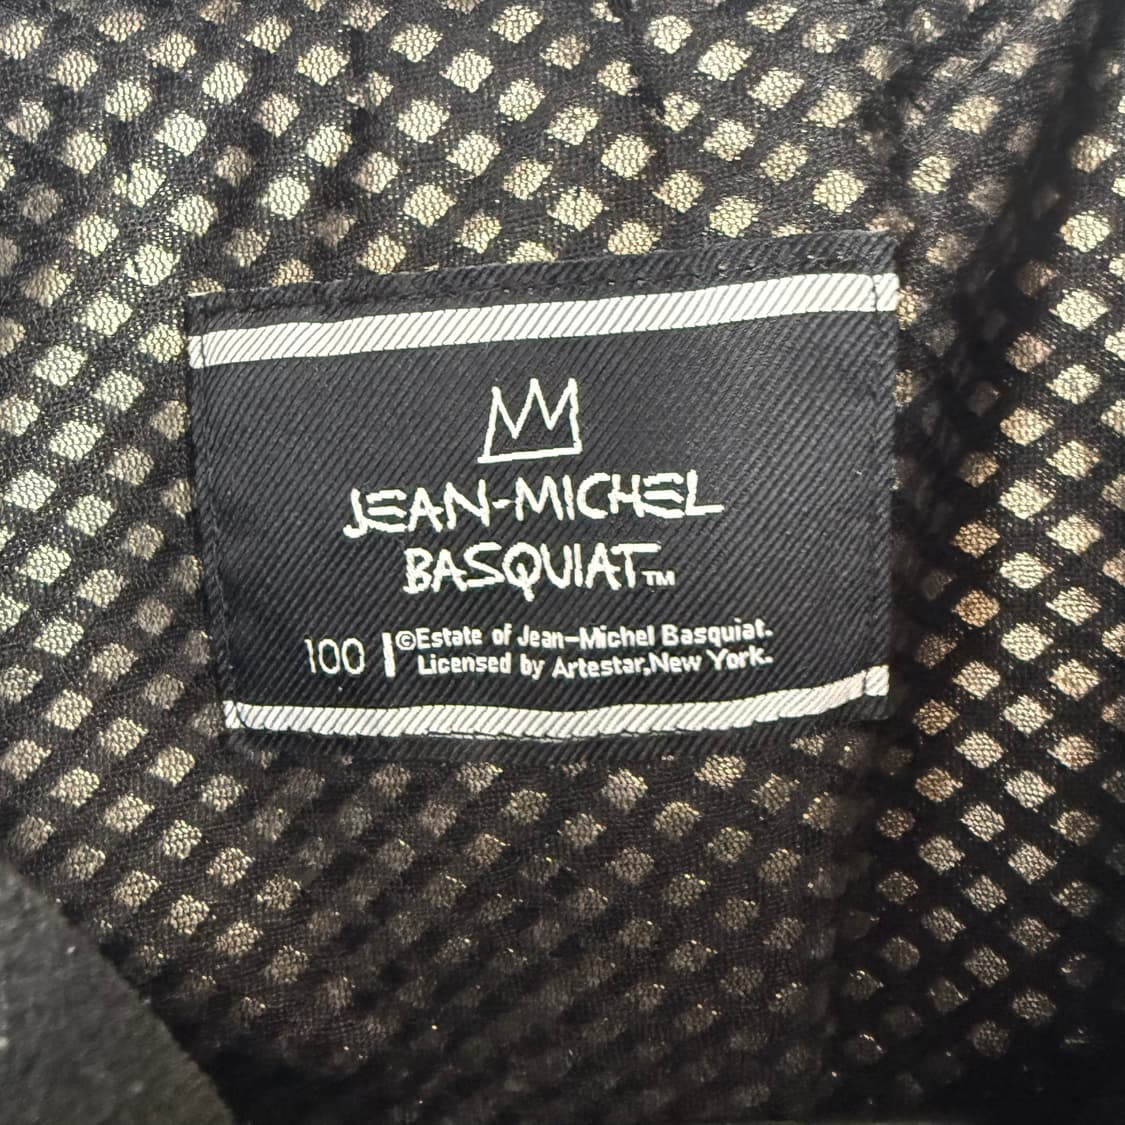 JEAN-MICHEL
BASQUIAT™
100 | ©Estate of Jean-Michel Basquiat.
Licensed by Artestar,New York.